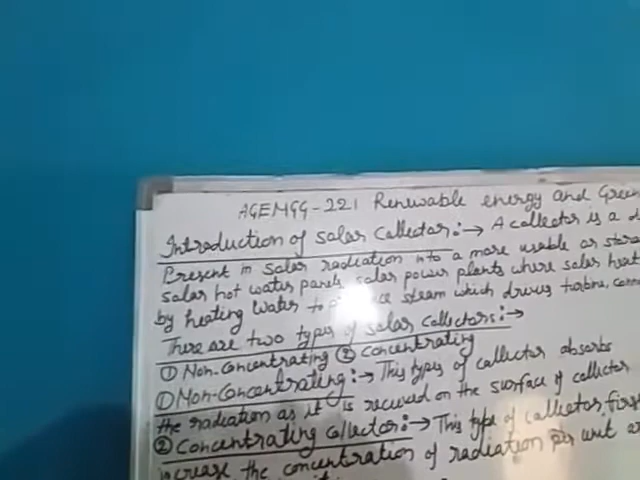 AGEMGG-221 Renewable energy and Green
Introduction of Solar Collector:→ A collector is a
Present in solar radiation into a more usable or
solar hot water panels, solar power plants where solar heat
by heating water to steam which drives turbine,
There are two types of solar collectors:→
① Non-Concentrating ② Concentrating
① Non-Concentrating:→ This types of collector absorbs
the radiation as it is received on the surface of collector
② Concentrating collector:→ This type of collector, first
increase the concentration of radiation per unit